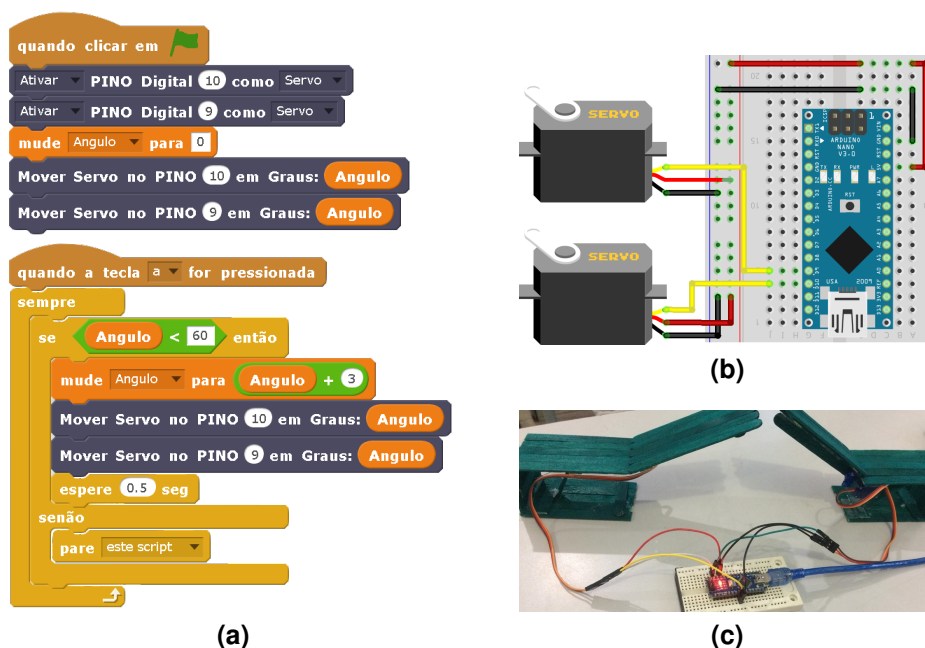 quando clicar em
Ativar PINO Digital 10 como Servo
Ativar PINO Digital 9 como Servo
mude Angulo para 0
Mover Servo no PINO 10 em Graus: Angulo
Mover Servo no PINO 9 em Graus: Angulo
quando a tecla a for pressionada
sempre
se Angulo < 60 então
mude Angulo para Angulo + 3
Mover Servo no PINO 10 em Graus: Angulo
Mover Servo no PINO 9 em Graus: Angulo
espere 0.5 seg
senão
pare este script
(a)
SERVO
SERVO
ARDUINO
NANO
V3.0
RST
USA 2009
(b)
(c)